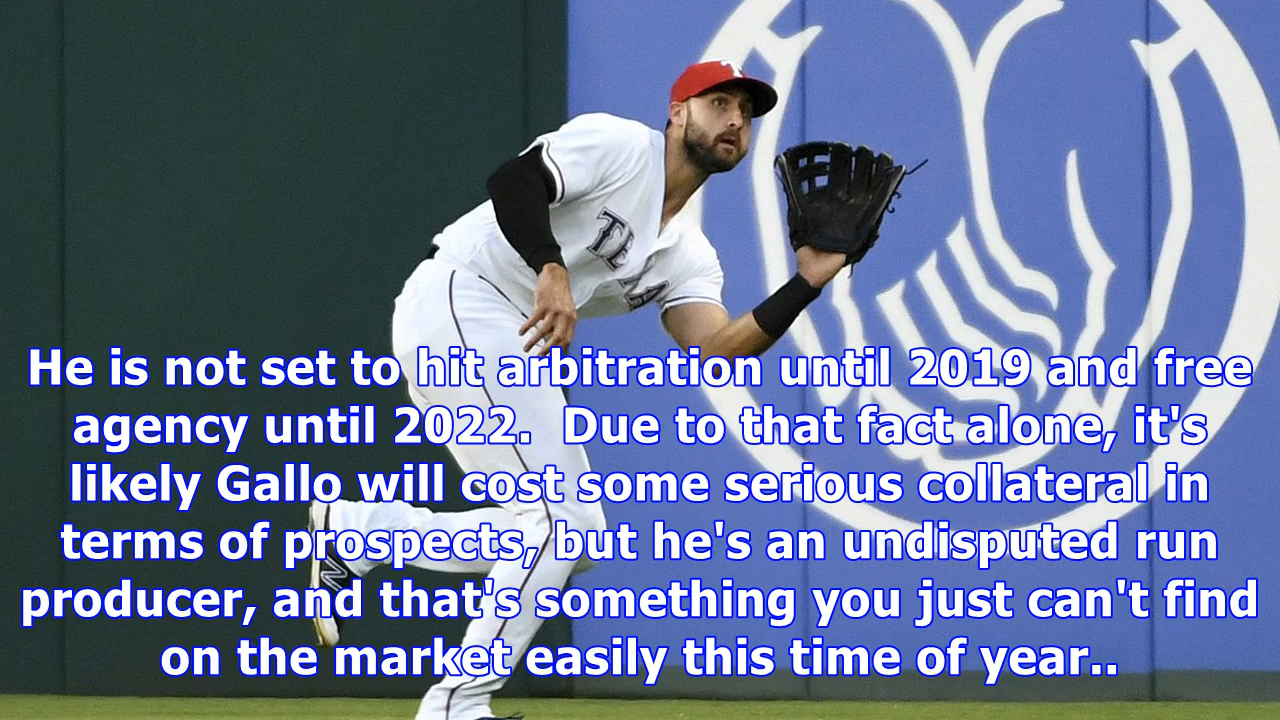 T
TEXA
He is not set to hit arbitration until 2019 and free
agency until 2022.  Due to that fact alone, it's
likely Gallo will cost some serious collateral in
terms of prospects, but he's an undisputed run
producer, and that's something you just can't find
on the market easily this time of year..